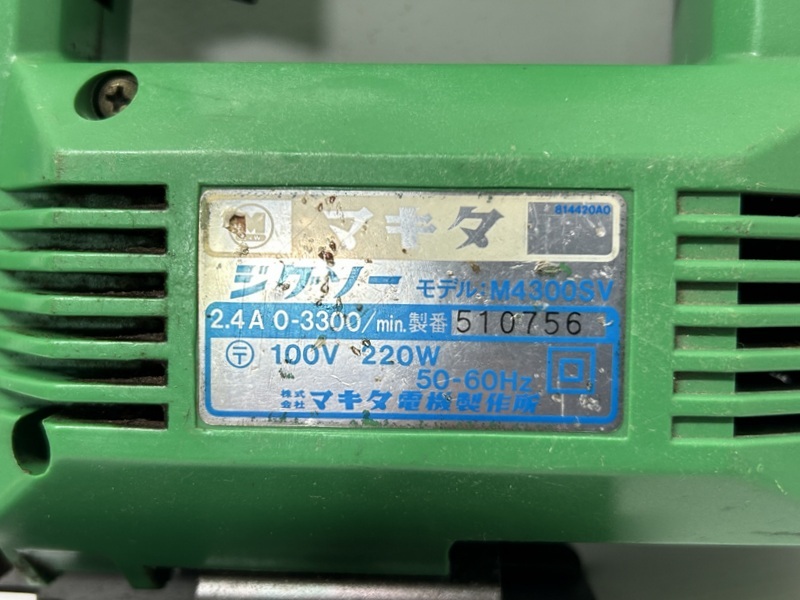 M マキタ 814420A0
ジグソー モデル:M4300SV
2.4A 0-3300/min. 製番 510756
〒 100V 220W
50-60Hz
株式会社 マキタ電機製作所